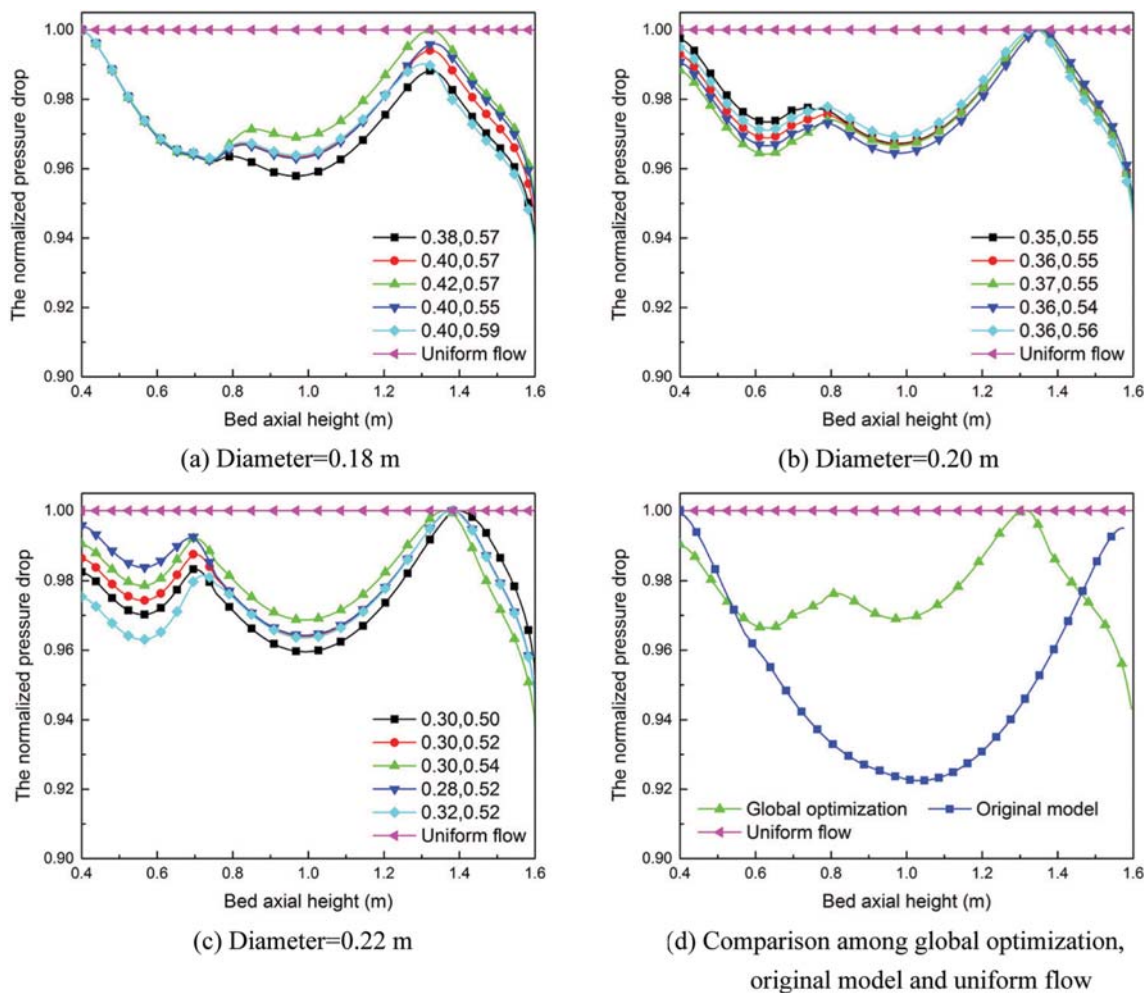 The normalized pressure drop
1.00
0.98
0.96
0.94
0.92
0.90
0.38,0.57
0.40,0.57
0.42,0.57
0.40,0.55
0.40,0.59
Uniform flow
0.4 0.6 0.8 1.0 1.2 1.4 1.6
Bed axial height (m)
(a) Diameter=0.18 m
The normalized pressure drop
1.00
0.98
0.96
0.94
0.92
0.90
0.35,0.55
0.36,0.55
0.37,0.55
0.36,0.54
0.36,0.56
Uniform flow
0.4 0.6 0.8 1.0 1.2 1.4 1.6
Bed axial height (m)
(b) Diameter=0.20 m
The normalized pressure drop
1.00
0.98
0.96
0.94
0.92
0.90
0.30,0.50
0.30,0.52
0.30,0.54
0.28,0.52
0.32,0.52
Uniform flow
0.4 0.6 0.8 1.0 1.2 1.4 1.6
Bed axial height (m)
(c) Diameter=0.22 m
The normalized pressure drop
1.00
0.98
0.96
0.94
0.92
0.90
Global optimization Original model
Uniform flow
0.4 0.6 0.8 1.0 1.2 1.4 1.6
Bed axial height (m)
(d) Comparison among global optimization,
original model and uniform flow